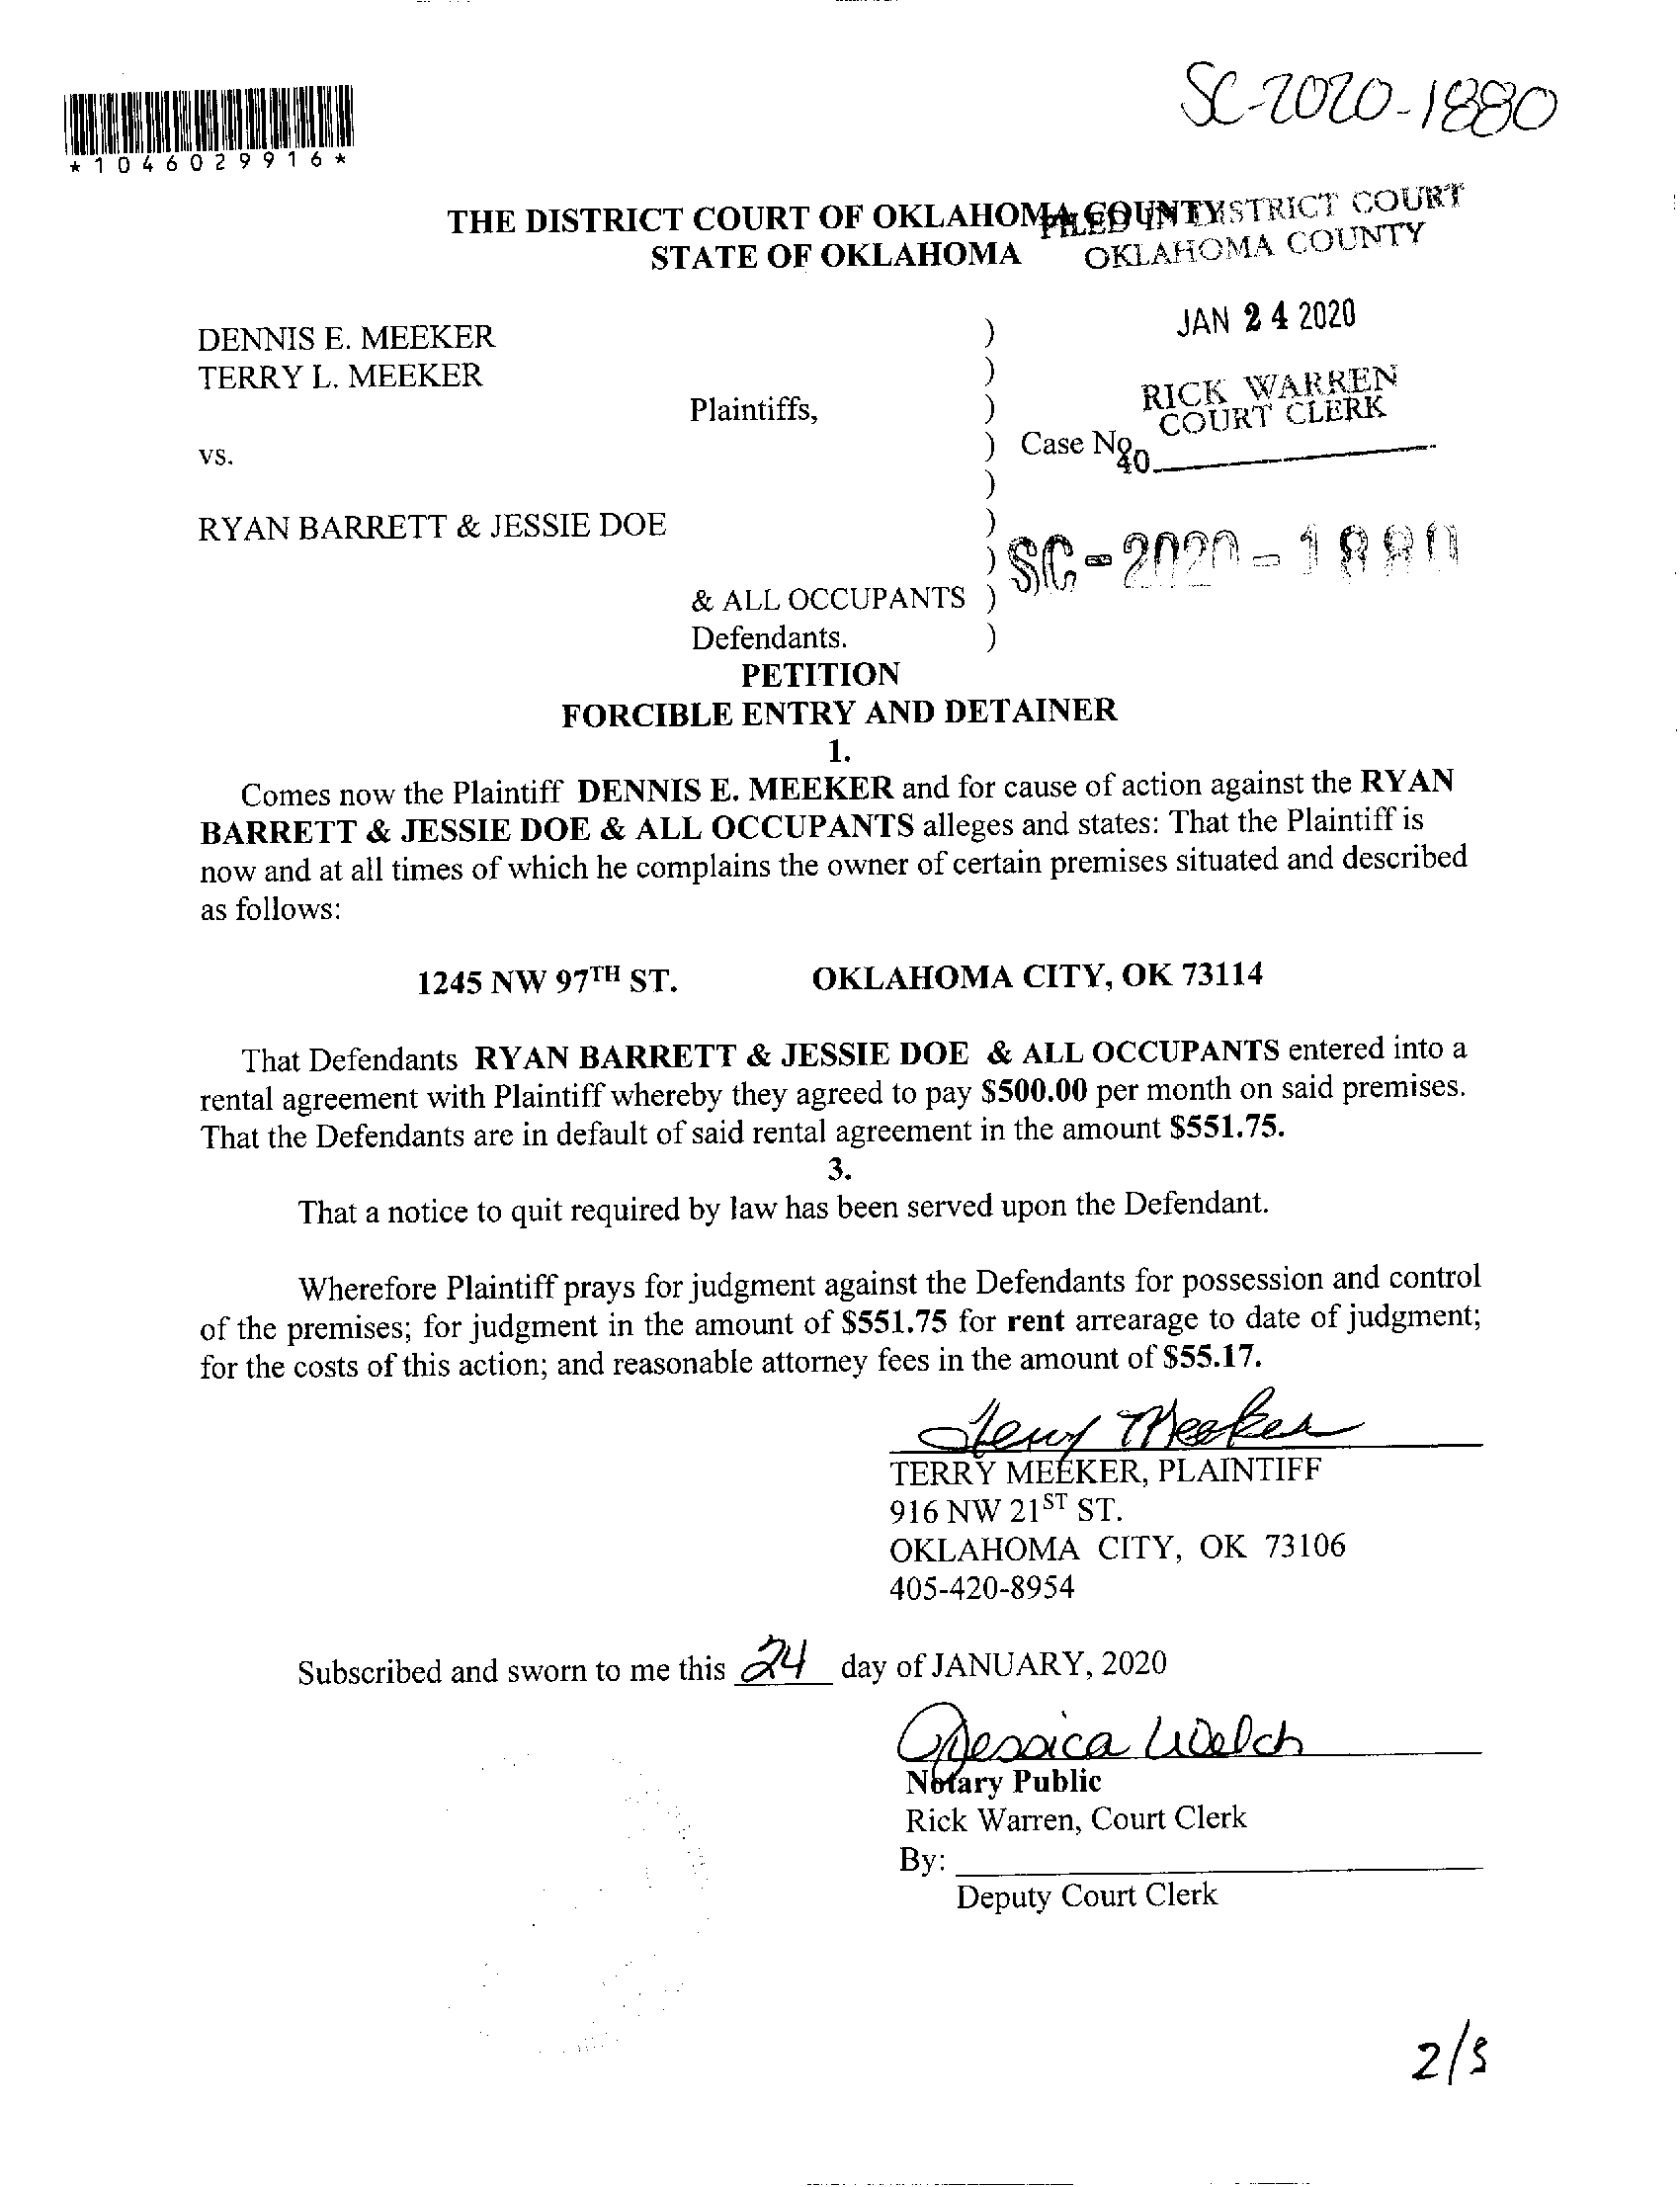 SC-2020-1880
*1046029916*
THE DISTRICT COURT OF OKLAHOMA COUNTY
STATE OF OKLAHOMA
FILED IN DISTRICT COURT
OKLAHOMA COUNTY
JAN 24 2020
RICK WARREN
COURT CLERK
40
DENNIS E. MEEKER )
TERRY L. MEEKER )
Plaintiffs, )
) Case No.
vs.
)
RYAN BARRETT & JESSIE DOE )
) SC-2020-1880
& ALL OCCUPANTS )
Defendants. )
PETITION
FORCIBLE ENTRY AND DETAINER
1.
Comes now the Plaintiff DENNIS E. MEEKER and for cause of action against the RYAN
BARRETT & JESSIE DOE & ALL OCCUPANTS alleges and states: That the Plaintiff is
now and at all times of which he complains the owner of certain premises situated and described
as follows:
1245 NW 97TH ST. OKLAHOMA CITY, OK 73114
That Defendants RYAN BARRETT & JESSIE DOE & ALL OCCUPANTS entered into a
rental agreement with Plaintiff whereby they agreed to pay $500.00 per month on said premises.
That the Defendants are in default of said rental agreement in the amount $551.75.
3.
That a notice to quit required by law has been served upon the Defendant.
Wherefore Plaintiff prays for judgment against the Defendants for possession and control
of the premises; for judgment in the amount of $551.75 for rent arrearage to date of judgment;
for the costs of this action; and reasonable attorney fees in the amount of $55.17.
Terry Meeker
TERRY MEEKER, PLAINTIFF
916 NW 21ST ST.
OKLAHOMA CITY, OK 73106
405-420-8954
Subscribed and sworn to me this 24 day of JANUARY, 2020
Jessica Welch
Notary Public
Rick Warren, Court Clerk
By:
Deputy Court Clerk